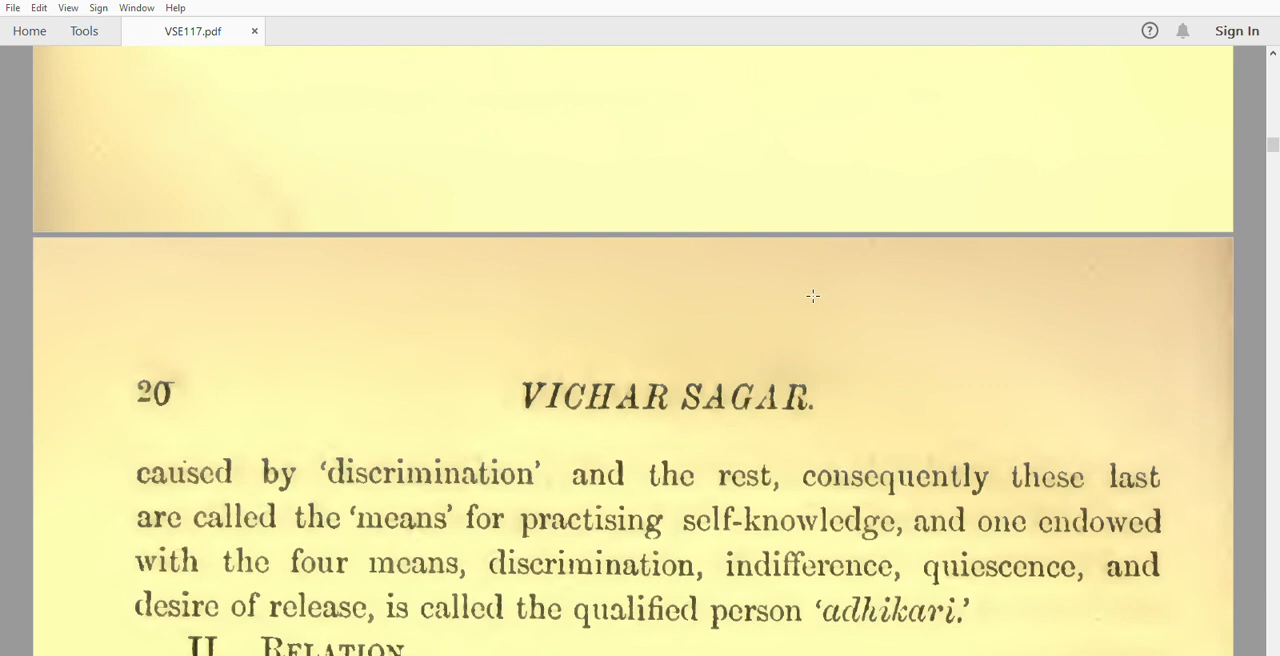 File Edit View Sign Window Help
Home Tools VSE117.pdf × ? Sign In
20 VICHAR SAGAR.
caused by ‘discrimination’ and the rest, consequently these last
are called the ‘means’ for practising self-knowledge, and one endowed
with the four means, discrimination, indifference, quiescence, and
desire of release, is called the qualified person ‘adhikari.’
II. RELATION